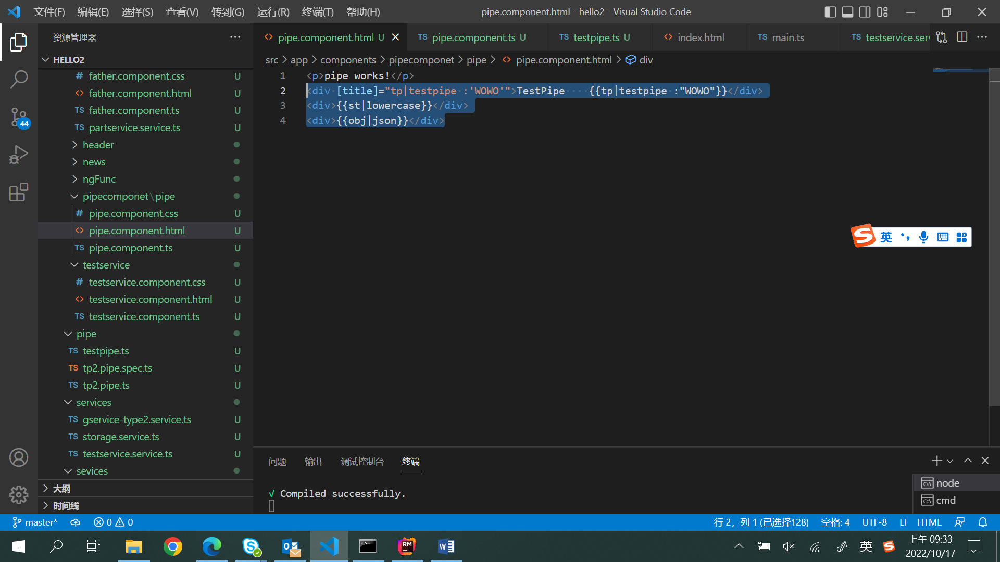 文件(F) 编辑(E) 选择(S) 查看(V) 转到(G) 运行(R) 终端(T) 帮助(H) pipe.component.html - hello2 - Visual Studio Code
资源管理器
HELLO2
father.component.css U
father.component.html U
father.component.ts U
partservice.service.ts U
header
news
ngFunc
pipecomponet\pipe
pipe.component.css U
pipe.component.html U
pipe.component.ts U
testservice
testservice.component.css U
testservice.component.html U
testservice.component.ts U
pipe
testpipe.ts U
tp2.pipe.spec.ts U
tp2.pipe.ts U
services
gservice-type2.service.ts U
storage.service.ts U
testservice.service.ts U
sevices
大纲
时间线
44
pipe.component.html U TS pipe.component.ts U TS testpipe.ts U index.html TS main.ts TS testservice.ser
src > app > components > pipecomponet > pipe > pipe.component.html > div
1 <p>pipe works!</p>
2 <div [title]="tp|testpipe :'WOWO'">TestPipe    {{tp|testpipe :"WOWO"}}</div>
3 <div>{{st|lowercase}}</div>
4 <div>{{obj|json}}</div>
英
问题 输出 调试控制台 终端
√ Compiled successfully.
node
cmd
master* 0 0 行 2，列 1 (已选择128) 空格: 4 UTF-8 LF HTML
英 上午 09:33
2022/10/17